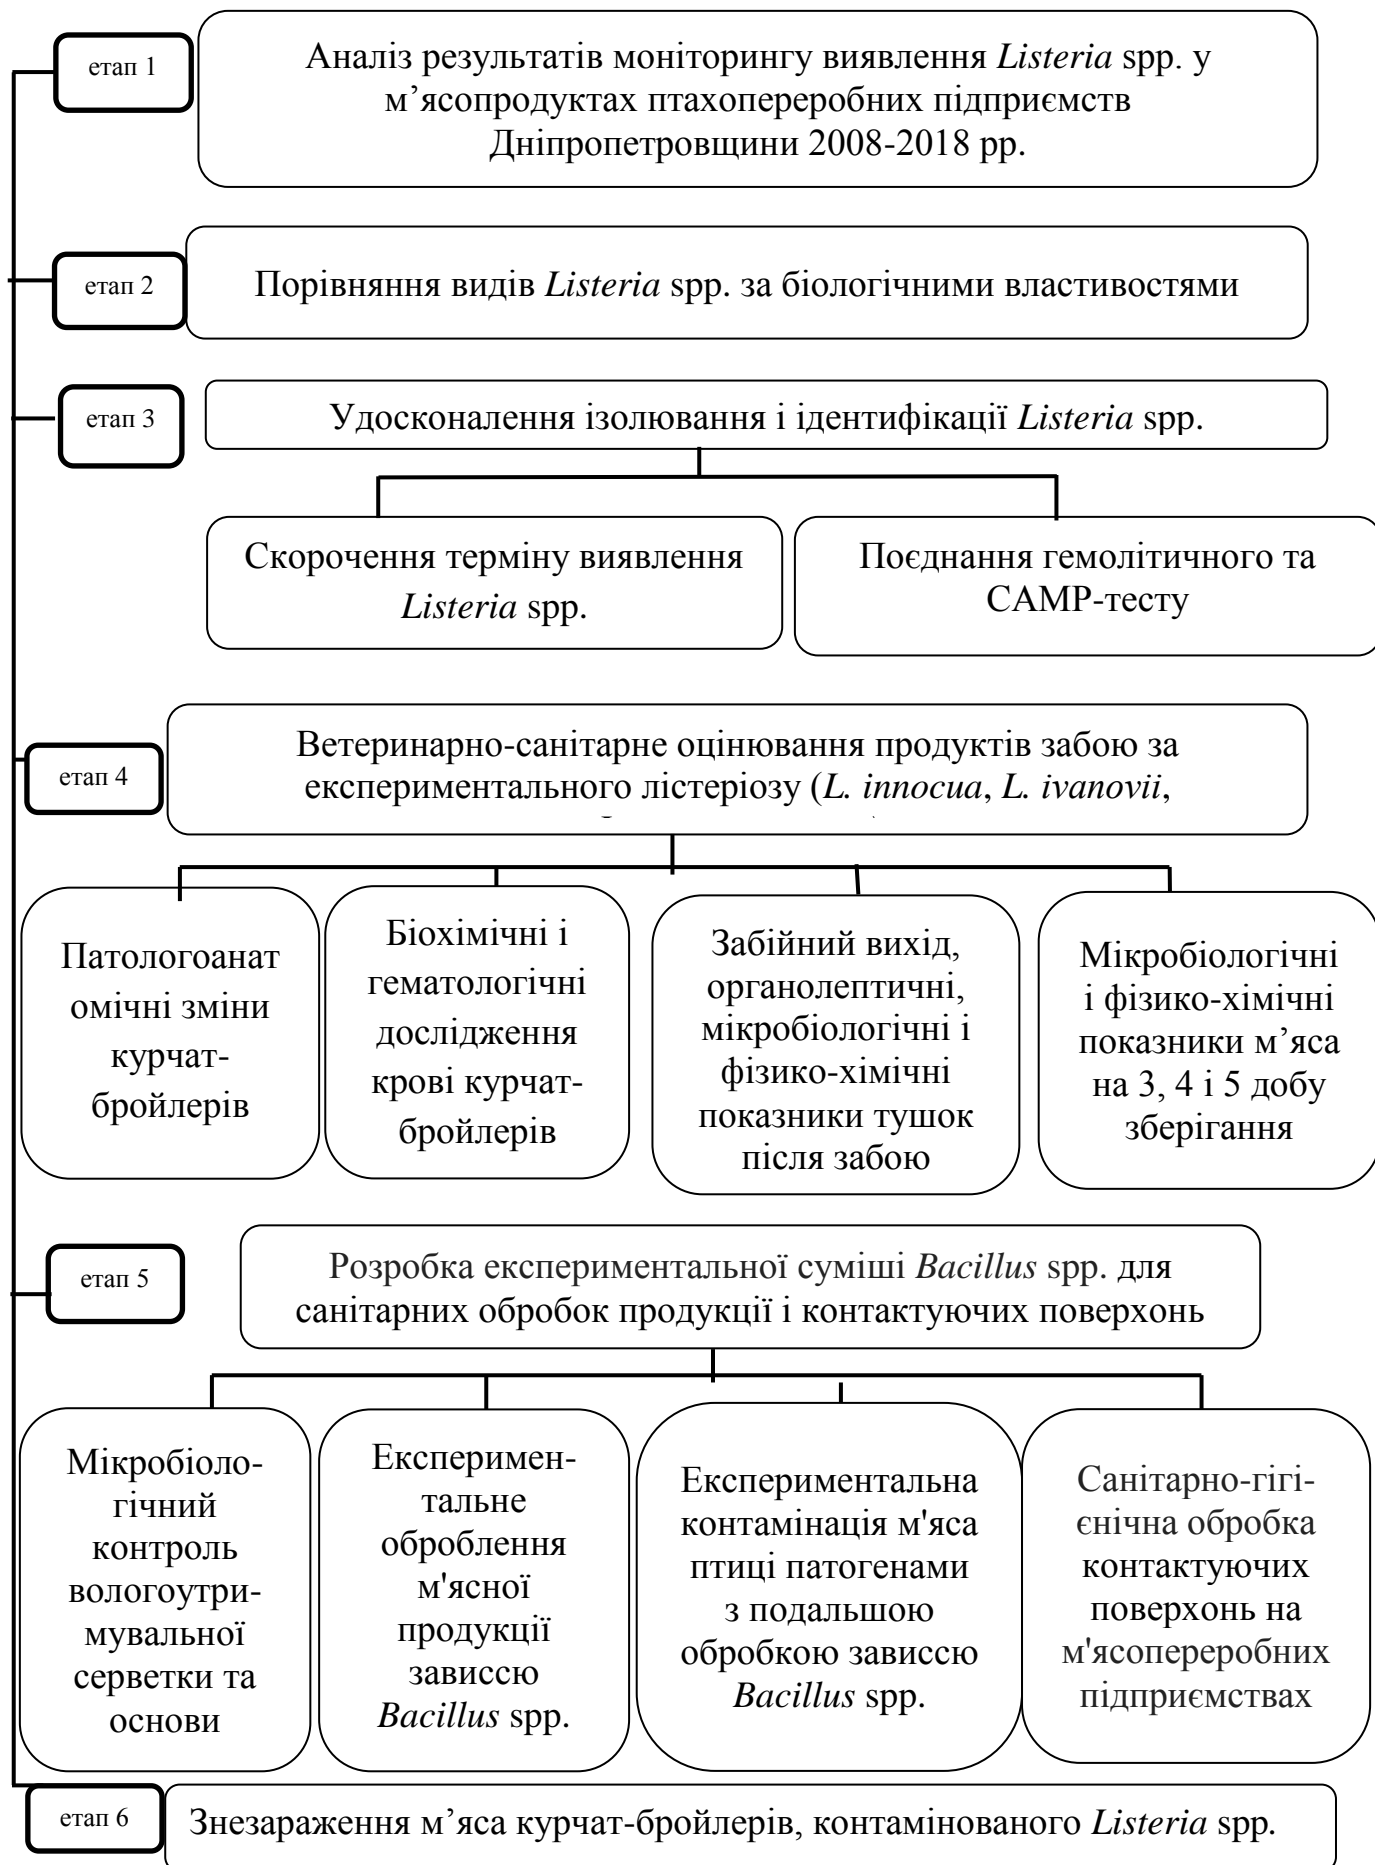 етап 1
Аналіз результатів моніторингу виявлення Listeria spp. у
м’ясопродуктах птахопереробних підприємств
Дніпропетровщини 2008-2018 рр.
етап 2
Порівняння видів Listeria spp. за біологічними властивостями
етап 3
Удосконалення ізолювання і ідентифікації Listeria spp.
Скорочення терміну виявлення
Listeria spp.
Поєднання гемолітичного та
CAMP-тесту
етап 4
Ветеринарно-санітарне оцінювання продуктів забою за
експериментального лістеріозу (L. innocua, L. ivanovii,
Патологоанат
омічні зміни
курчат-
бройлерів
Біохімічні і
гематологічні
дослідження
крові курчат-
бройлерів
Забійний вихід,
органолептичні,
мікробіологічні і
фізико-хімічні
показники тушок
після забою
Мікробіологічні
і фізико-хімічні
показники м’яса
на 3, 4 і 5 добу
зберігання
етап 5
Розробка експериментальної суміші Bacillus spp. для
санітарних обробок продукції і контактуючих поверхонь
Мікробіоло-
гічний
контроль
вологоутри-
мувальної
серветки та
основи
Експеримен-
тальне
оброблення
м'ясної
продукції
зависсю
Bacillus spp.
Експериментальна
контамінація м'яса
птиці патогенами
з подальшою
обробкою зависсю
Bacillus spp.
Санітарно-гігі-
єнічна обробка
контактуючих
поверхонь на
м'ясопереробних
підприємствах
етап 6
Знезараження м’яса курчат-бройлерів, контамінованого Listeria spp.